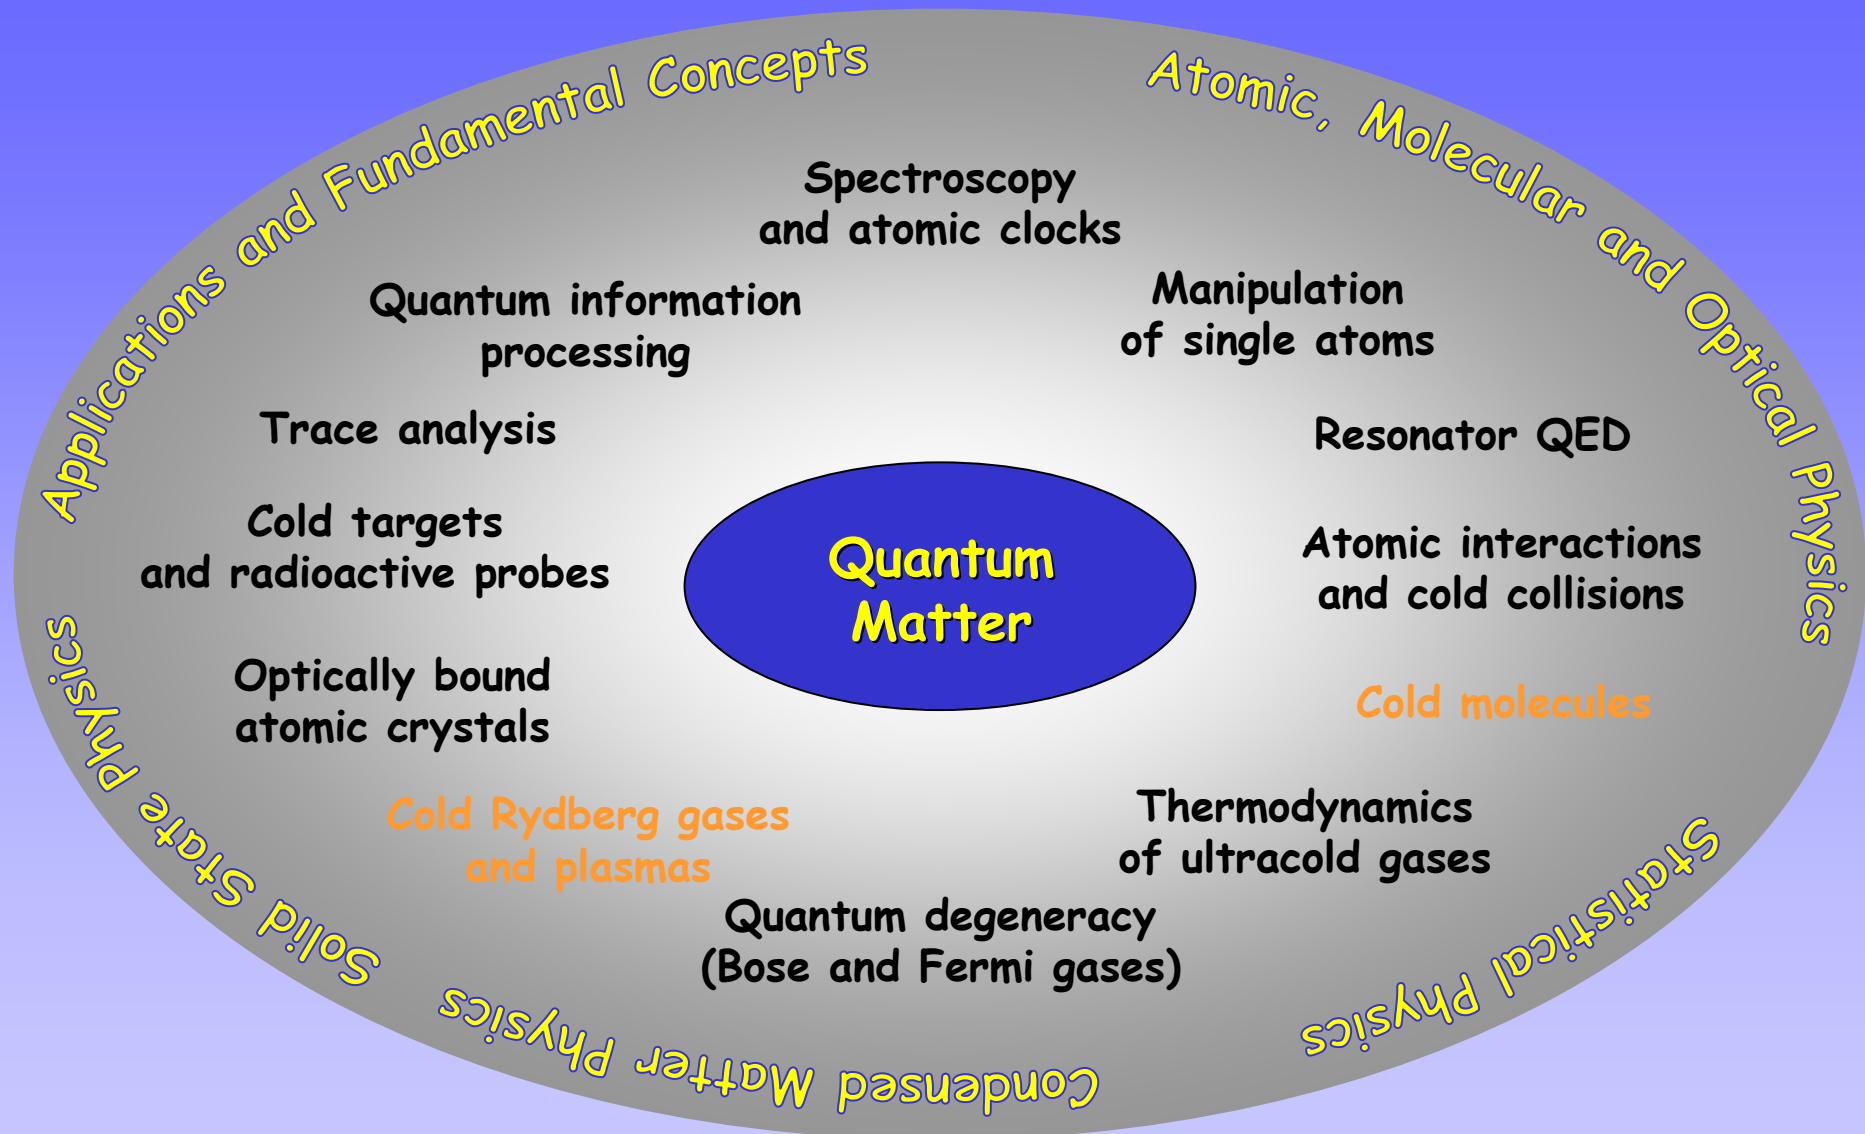 Applications and Fundamental Concepts
Atomic, Molecular and Optical Physics
Spectroscopy
and atomic clocks
Quantum information
processing
Manipulation
of single atoms
Trace analysis
Resonator QED
Cold targets
and radioactive probes
Quantum
Matter
Atomic interactions
and cold collisions
Optically bound
atomic crystals
Cold molecules
Cold Rydberg gases
and plasmas
Thermodynamics
of ultracold gases
Quantum degeneracy
(Bose and Fermi gases)
Solid State Physics
Condensed Matter Physics
Statistical Physics